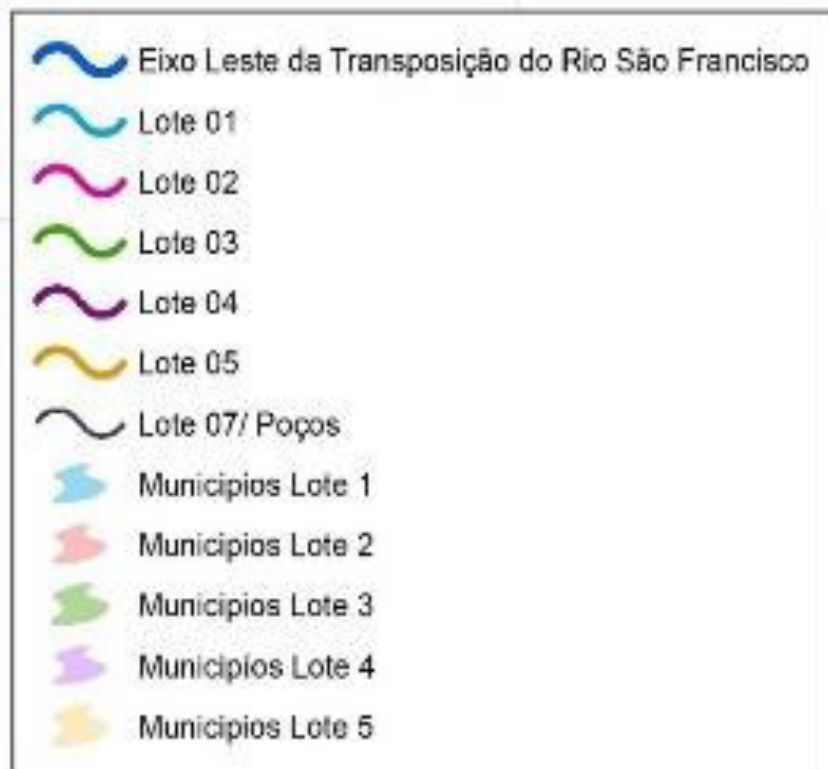 Eixo Leste da Transposição do Rio São Francisco
Lote 01
Lote 02
Lote 03
Lote 04
Lote 05
Lote 07/ Poços
Municipios Lote 1
Municipios Lote 2
Municipios Lote 3
Municipios Lote 4
Municipios Lote 5